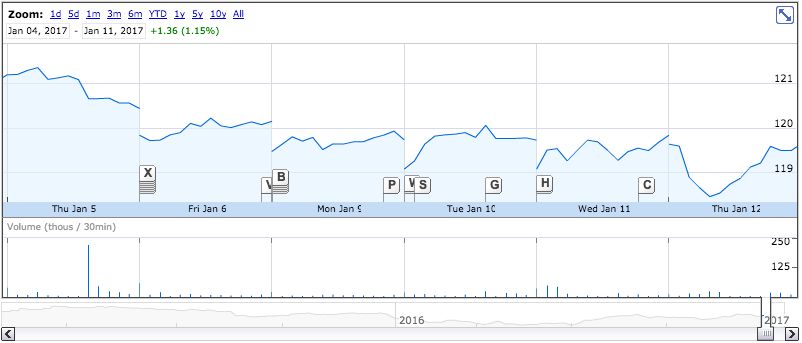 Zoom: 1d 5d 1m 3m 6m YTD 1y 5y 10y All
Jan 04, 2017 - Jan 11, 2017 +1.36 (1.15%)
121
120
119
X
V
B
P
W
S
G
H
C
Thu Jan 5 Fri Jan 6 Mon Jan 9 Tue Jan 10 Wed Jan 11 Thu Jan 12
Volume (thous / 30min)
250
125
2016 2017